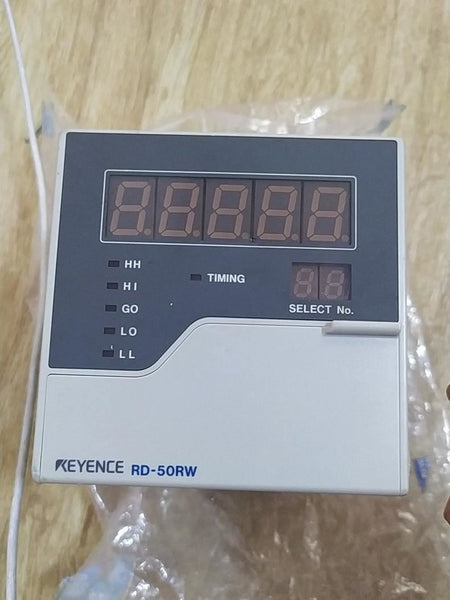 HH
HI
GO
LO
LL
TIMING
SELECT No.
KEYENCE RD-50RW